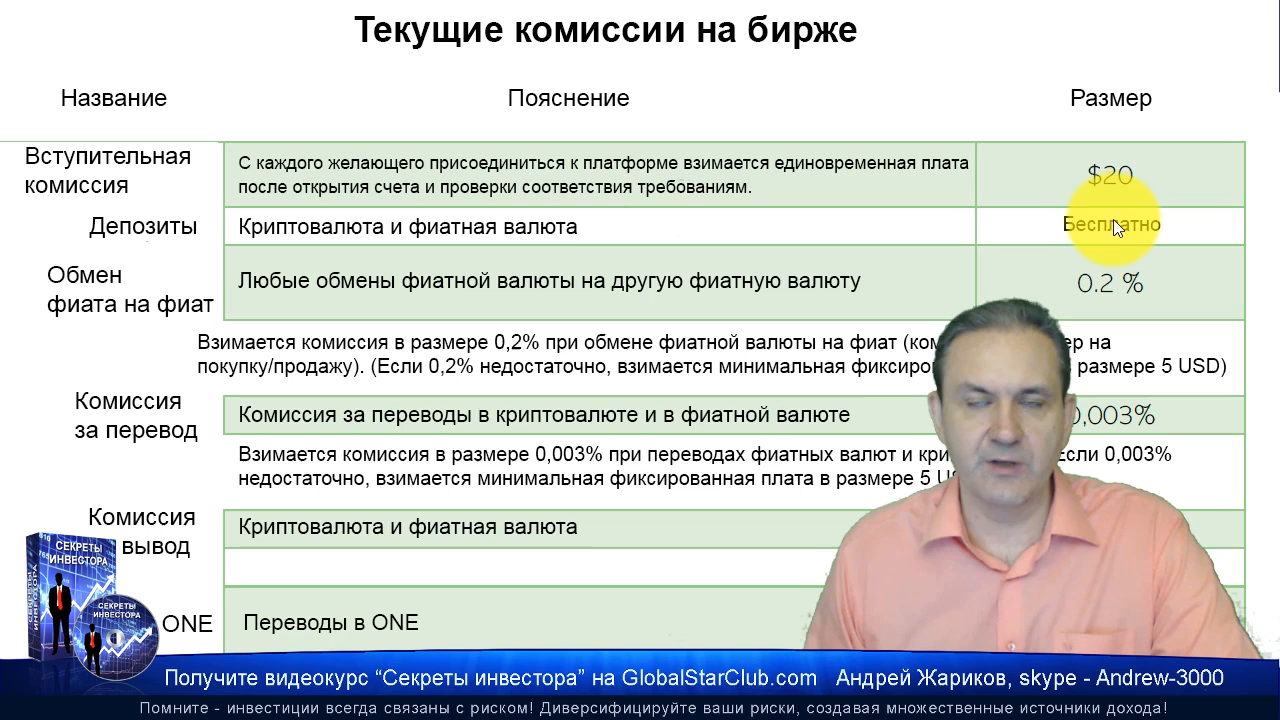 Текущие комиссии на бирже
Название Пояснение Размер
Вступительная
комиссия
С каждого желающего присоединиться к платформе взимается единовременная плата
после открытия счета и проверки соответствия требованиям.
$20
Депозиты Криптовалюта и фиатная валюта Бесплатно
Обмен
фиата на фиат
Любые обмены фиатной валюты на другую фиатную валюту 0.2 %
Взимается комиссия в размере 0,2% при обмене фиатной валюты на фиат на
покупку/продажу). (Если 0,2% недостаточно, взимается минимальная размере 5 USD)
Комиссия
за перевод
Комиссия за переводы в криптовалюте и в фиатной валюте 0,003%
Взимается комиссия в размере 0,003% при переводах фиатных валют и Если 0,003%
недостаточно, взимается минимальная фиксированная плата в размере 5
Комиссия
вывод
Криптовалюта и фиатная валюта
ONE Переводы в ONE
СЕКРЕТЫ
ИНВЕСТОРА
СЕКРЕТЫ
ИНВЕСТОРА
СЕКРЕТЫ
ИНВЕСТОРА
Получите видеокурс “Секреты инвестора” на GlobalStarClub.com Андрей Жариков, skype - Andrew-3000
Помните - инвестиции всегда связаны с риском! Диверсифицируйте ваши риски, создавая множественные источники дохода!